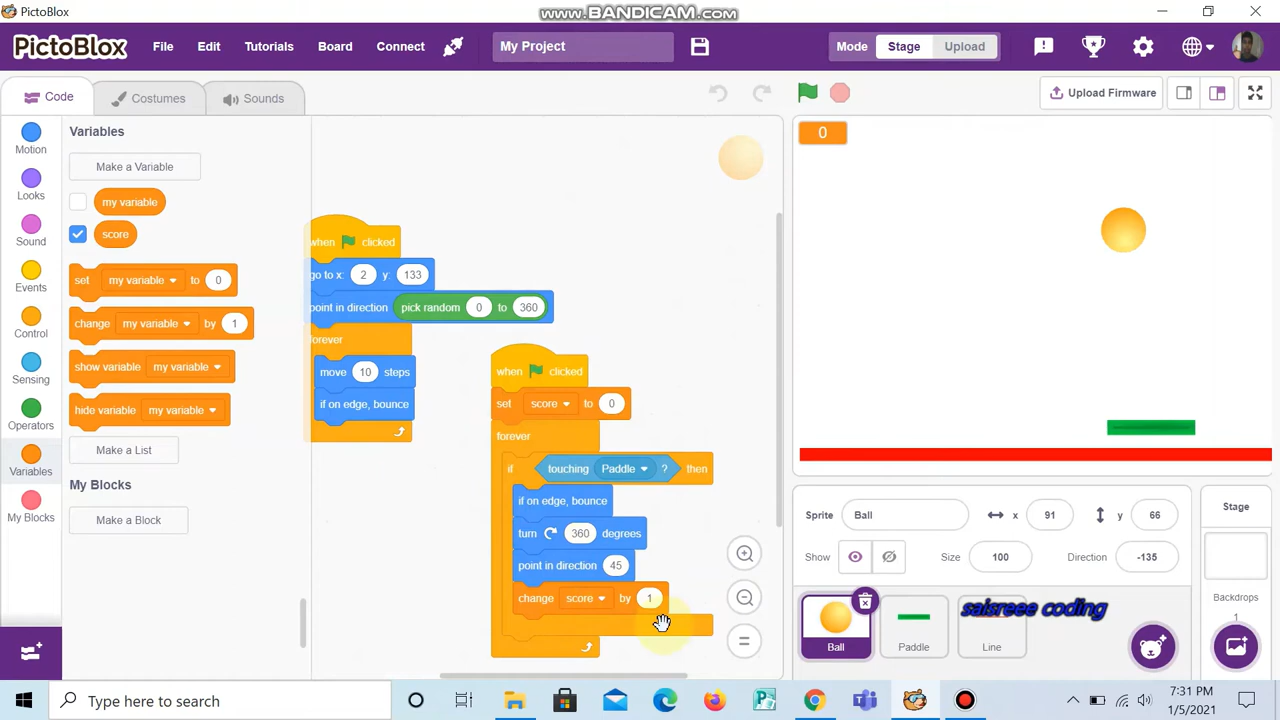 PictoBlox
www.BANDICAM.com
PictoBlox File Edit Tutorials Board Connect My Project Mode Stage Upload
Code Costumes Sounds Upload Firmware
Motion
Looks
Sound
Events
Control
Sensing
Operators
Variables
My Blocks
Variables
Make a Variable
my variable
score
set my variable to 0
change my variable by 1
show variable my variable
hide variable my variable
Make a List
My Blocks
Make a Block
when clicked
go to x: 2 y: 133
point in direction pick random 0 to 360
forever
move 10 steps
if on edge, bounce
when clicked
set score to 0
forever
if touching Paddle ? then
if on edge, bounce
turn 360 degrees
point in direction 45
change score by 1
0
Sprite Ball x 91 y 66
Show Size 100 Direction -135
Ball
Paddle
Line
saisreee coding
Stage
Backdrops
1
Type here to search
7:31 PM
1/5/2021